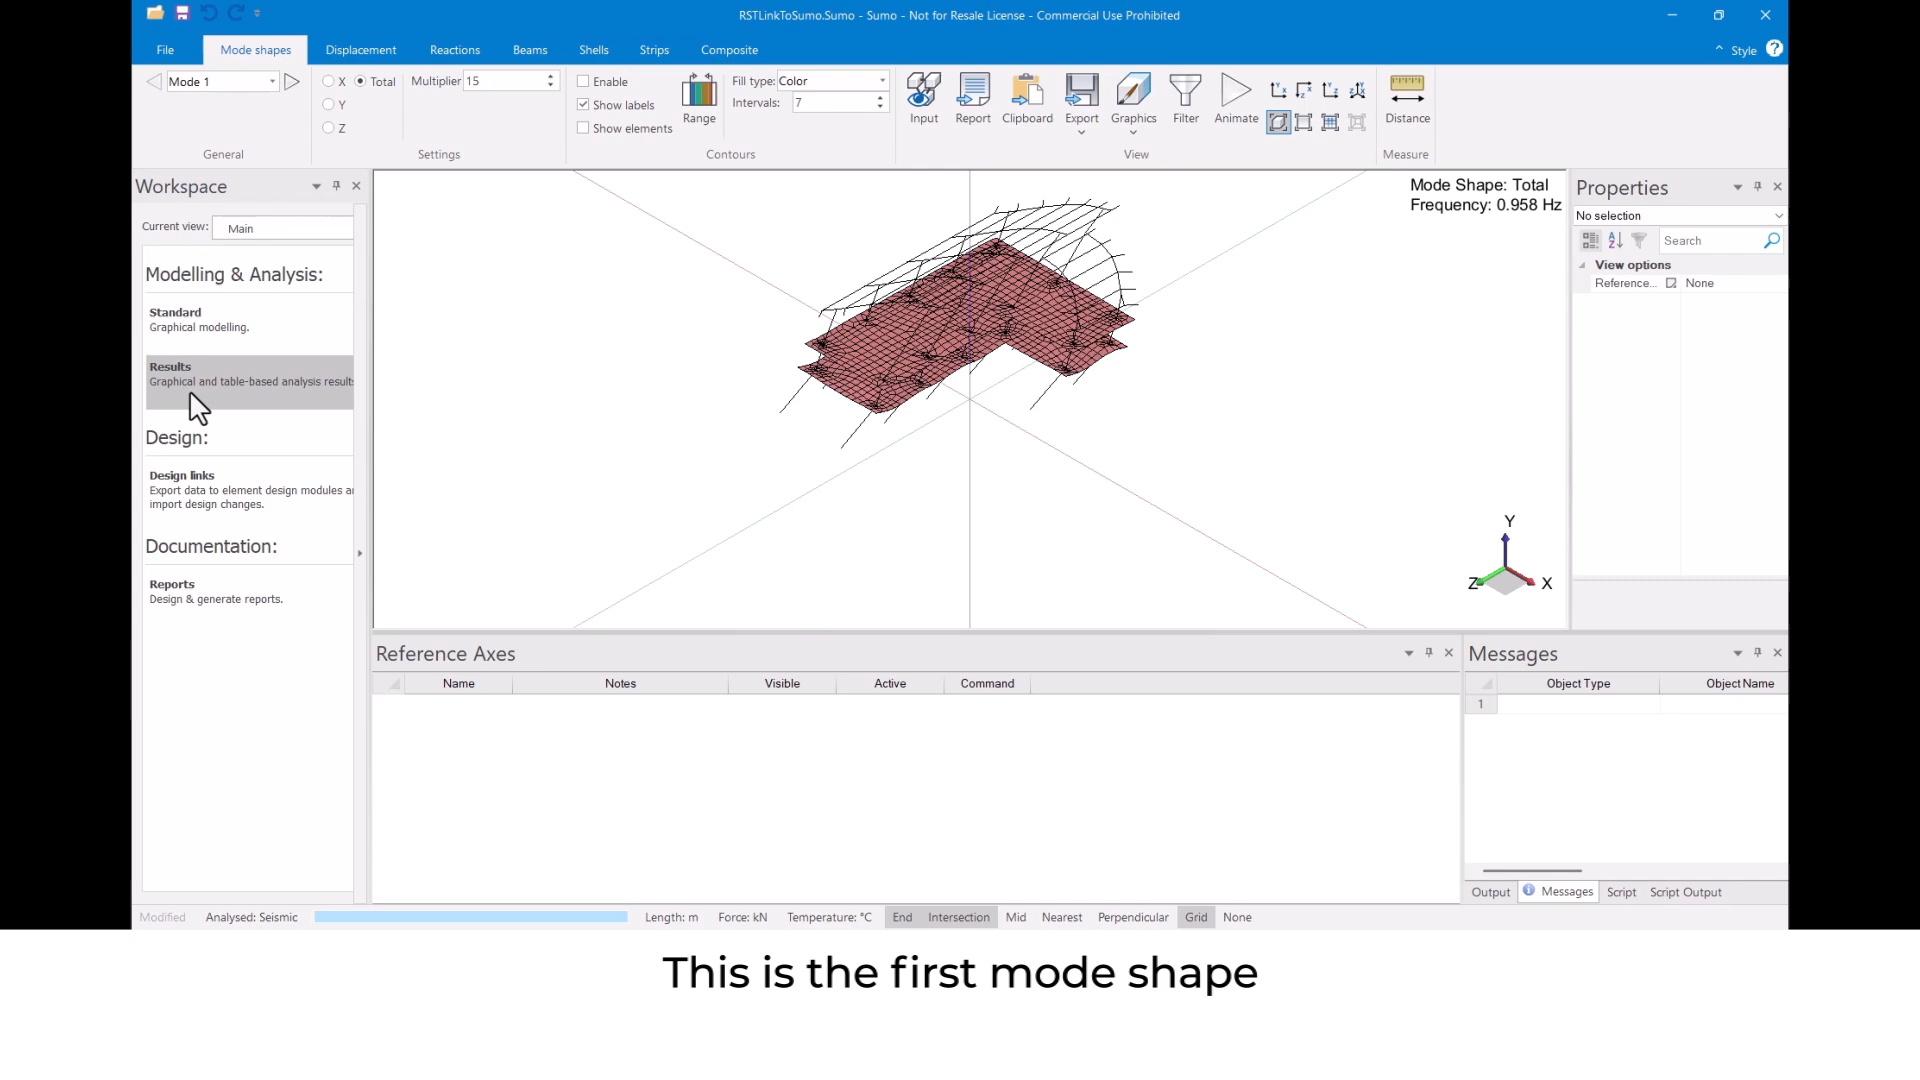 RSTLinkToSumo.Sumo - Sumo - Not for Resale License - Commercial Use Prohibited
File
Mode shapes
Displacement
Reactions
Beams
Shells
Strips
Composite
Style
Mode 1
X
Total
Y
Z
Multiplier 15
Enable
Show labels
Show elements
Range
Fill type: Color
Intervals: 7
Input
Report
Clipboard
Export
Graphics
Filter
Animate
Distance
General
Settings
Contours
View
Measure
Workspace
Current view: Main
Modelling & Analysis:
Standard
Graphical modelling.
Results
Graphical and table-based analysis results
Design:
Design links
Export data to element design modules
import design changes.
Documentation:
Reports
Design & generate reports.
Mode Shape: Total
Frequency: 0.958 Hz
Y
Z
X
Properties
No selection
Search
View options
Reference... None
Reference Axes
Name Notes Visible Active Command
Messages
Object Type Object Name
1
Output
Messages
Script
Script Output
Modified
Analysed: Seismic
Length: m
Force: kN
Temperature: °C
End
Intersection
Mid
Nearest
Perpendicular
Grid
None
This is the first mode shape